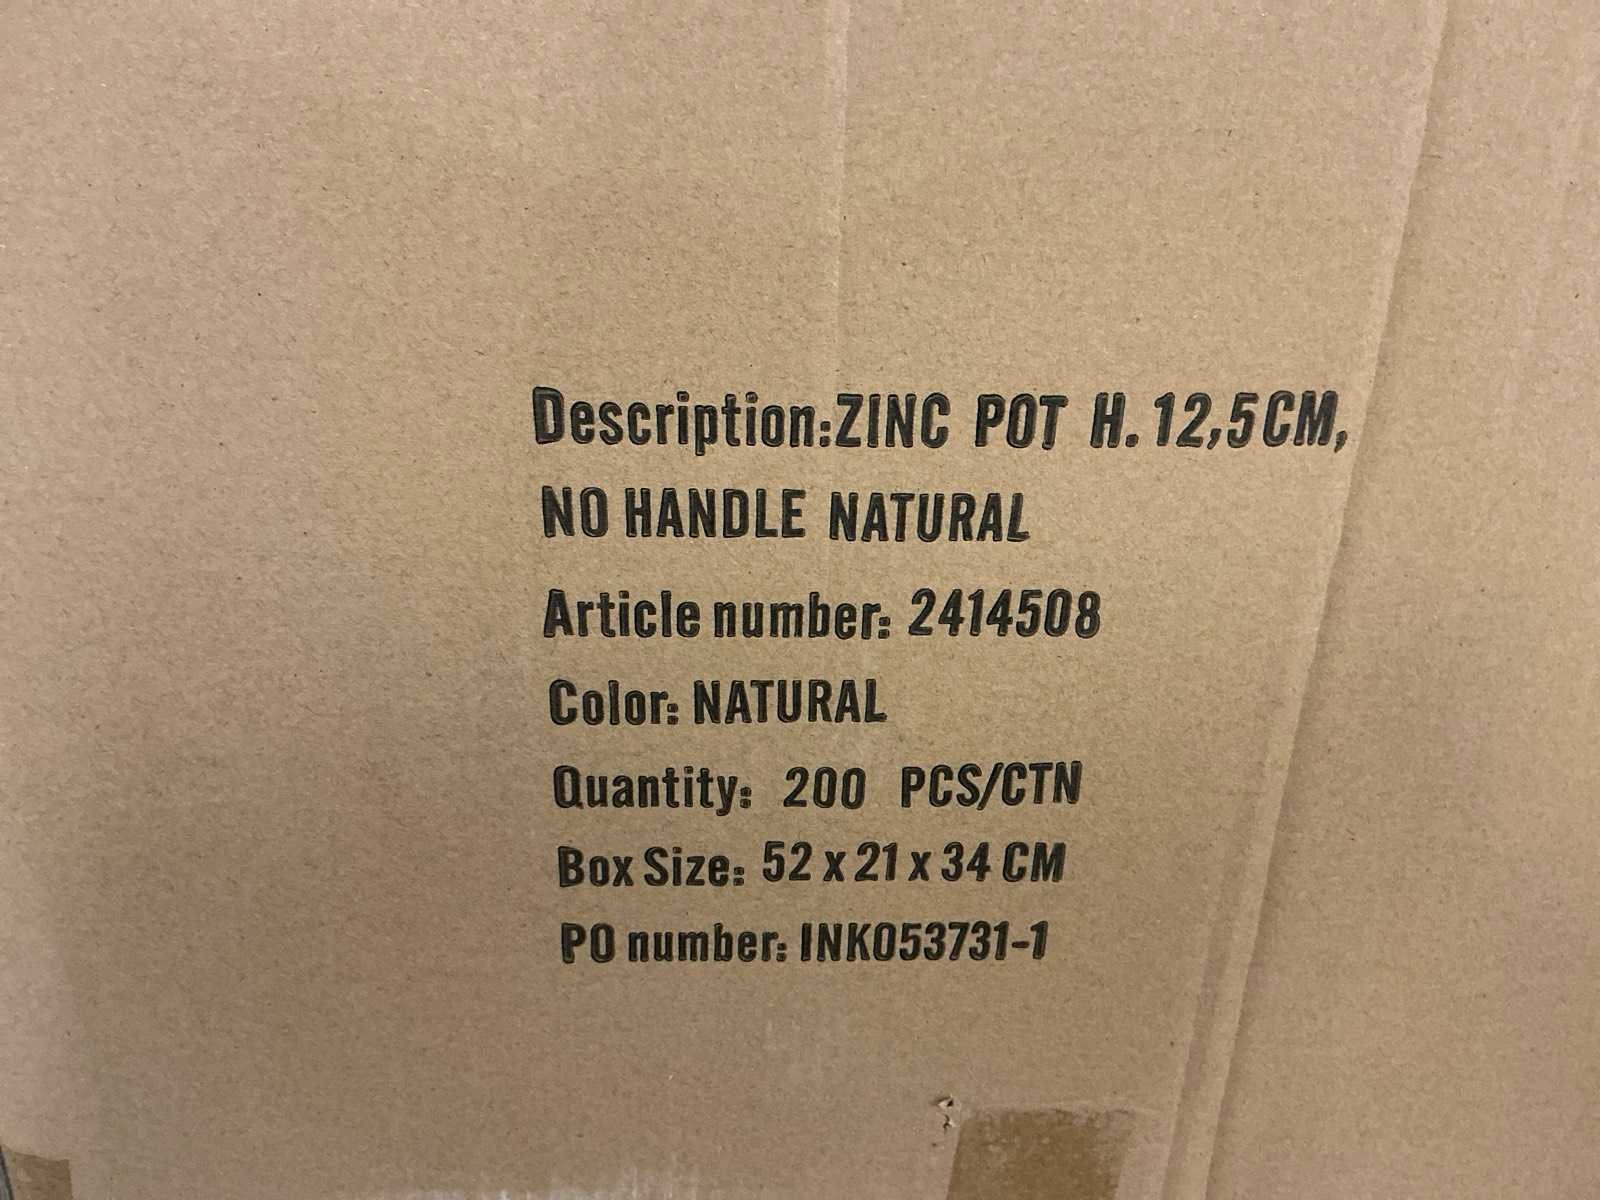 Description:ZINC POT H. 12,5CM,
NO HANDLE NATURAL
Article number: 2414508
Color: NATURAL
Quantity: 200 PCS/CTN
Box Size: 52 x 21 x 34 CM
PO number: INK053731-1